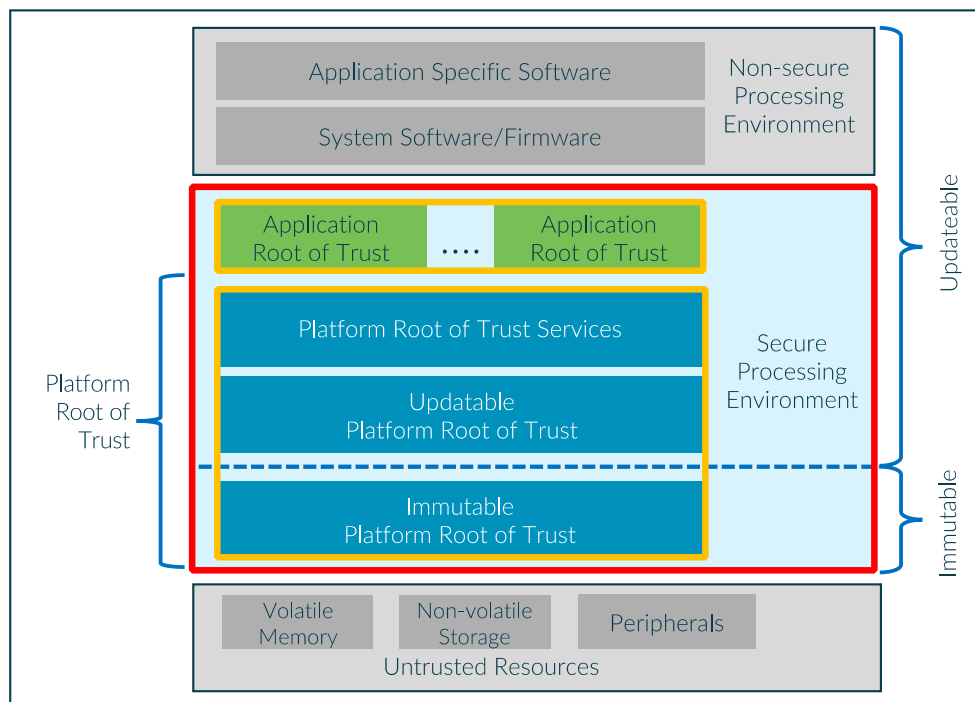 Application Specific Software
System Software/Firmware
Non-secure
Processing
Environment
Application
Root of Trust
....
Application
Root of Trust
Platform Root of Trust Services
Updatable
Platform Root of Trust
Immutable
Platform Root of Trust
Secure
Processing
Environment
Platform
Root of
Trust
Updateable
Immutable
Volatile
Memory
Non-volatile
Storage
Peripherals
Untrusted Resources